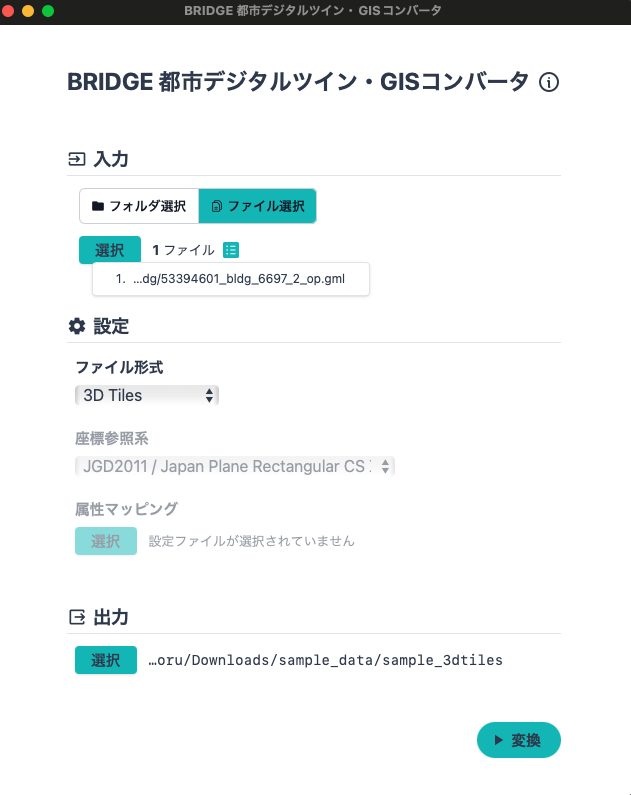 BRIDGE 都市デジタルツイン・GISコンバータ
BRIDGE 都市デジタルツイン・GISコンバータ
入力
フォルダ選択 ファイル選択
選択 1 ファイル
1. ...dg/53394601_bldg_6697_2_op.gml
設定
ファイル形式
3D Tiles
座標参照系
JGD2011 / Japan Plane Rectangular CS
属性マッピング
選択 設定ファイルが選択されていません
出力
選択 …oru/Downloads/sample_data/sample_3dtiles
変換